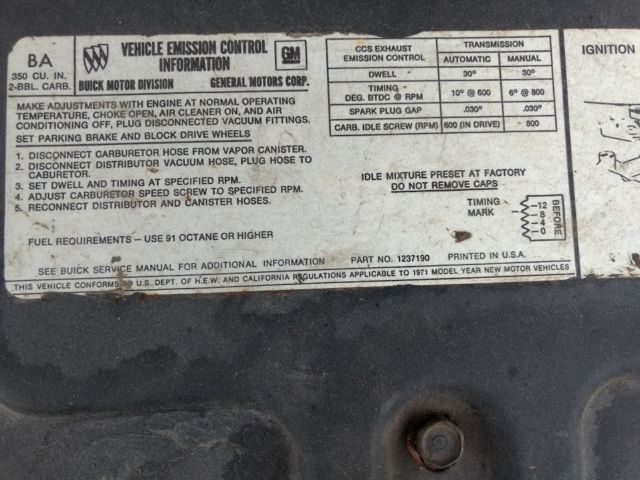 BA
350 CU. IN.
2-BBL. CARB.
VEHICLE EMISSION CONTROL
INFORMATION
BUICK MOTOR DIVISION GENERAL MOTORS CORP.
GM
MAKE ADJUSTMENTS WITH ENGINE AT NORMAL OPERATING
TEMPERATURE, CHOKE OPEN, AIR CLEANER ON, AND AIR
CONDITIONING OFF, PLUG DISCONNECTED VACUUM FITTINGS.
SET PARKING BRAKE AND BLOCK DRIVE WHEELS
1. DISCONNECT CARBURETOR HOSE FROM VAPOR CANISTER.
2. DISCONNECT DISTRIBUTOR VACUUM HOSE, PLUG HOSE TO
CABURETOR.
3. SET DWELL AND TIMING AT SPECIFIED RPM.
4. ADJUST CARBURETOR SPEED SCREW TO SPECIFIED RPM.
5. RECONNECT DISTRIBUTOR AND CANISTER HOSES.
FUEL REQUIREMENTS – USE 91 OCTANE OR HIGHER
CCS EXHAUST
EMISSION CONTROL
TRANSMISSION
AUTOMATIC MANUAL
DWELL 30° 30°
TIMING
DEG. BTDC @ RPM 10° @ 600 6° @ 800
SPARK PLUG GAP .030" .030"
CARB. IDLE SCREW (RPM) 600 (IN DRIVE) 800
IDLE MIXTURE PRESET AT FACTORY
DO NOT REMOVE CAPS
TIMING
MARK
12
8
4
0
BEFORE
SEE BUICK SERVICE MANUAL FOR ADDITIONAL INFORMATION PART NO. 1237190 PRINTED IN U.S.A.
THIS VEHICLE CONFORMS TO U.S. DEPT. OF H.E.W. AND CALIFORNIA REGULATIONS APPLICABLE TO 1971 MODEL YEAR NEW MOTOR VEHICLES
IGNITION